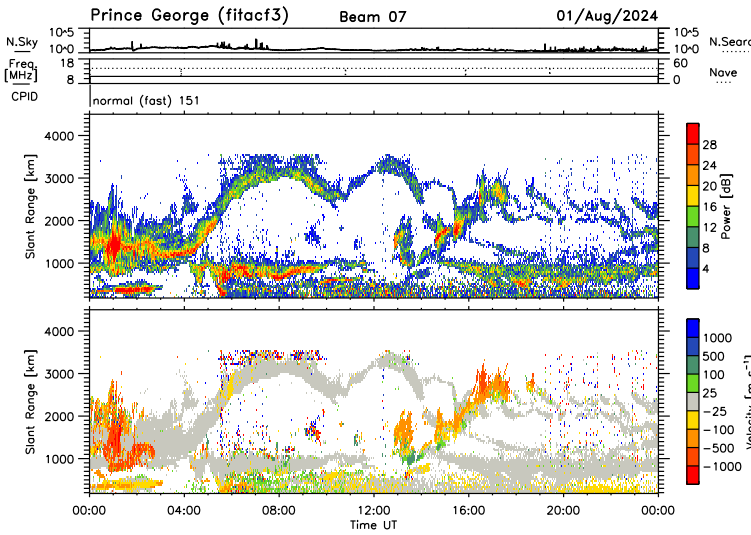 Prince George (fitacf3) Beam 07 01/Aug/2024
N.Sky 10^5 10^0 10^5 10^0
Freq. [MHz] 18 8 60 0 Nave
CPID normal (fast) 151
Slant Range [km] 4000 3000 2000 1000
Power [dB] 28 24 20 16 12 8 4
Slant Range [km] 4000 3000 2000 1000
1000 500 100 25 -25 -100 -500 -1000
00:00 04:00 08:00 12:00 16:00 20:00 00:00
Time UT